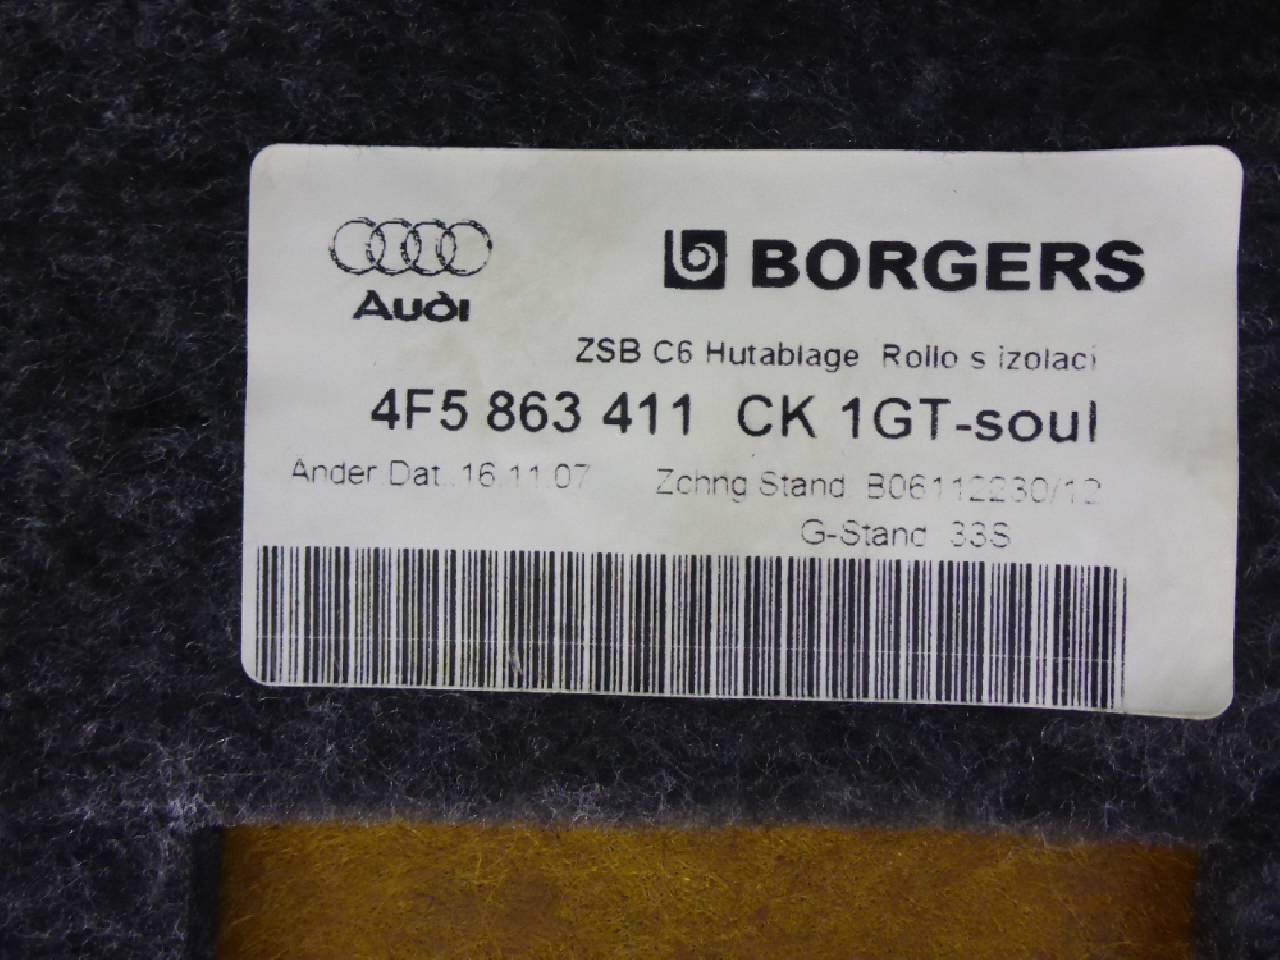 Audi
BORGERS
ZSB C6 Hutablage Rollo s izolaci
4F5 863 411 CK 1GT-soul
Änder.Dat. 16.11.07 Zchng Stand B06112230/12
G-Stand 33S